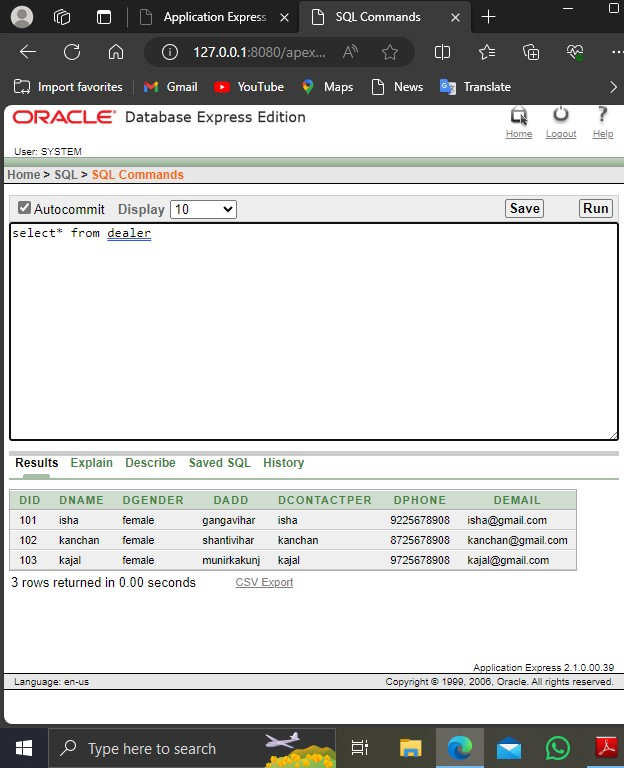 Application Express
SQL Commands
127.0.0.1:8080/apex...
Import favorites
Gmail
YouTube
Maps
News
Translate
ORACLE Database Express Edition
Home
Logout
Help
User: SYSTEM
Home > SQL > SQL Commands
Autocommit Display 10 Save Run
select* from dealer
Results Explain Describe Saved SQL History
DID DNAME DGENDER DADD DCONTACTPER DPHONE DEMAIL
101 isha female gangavihar isha 9225678908 isha@gmail.com
102 kanchan female shantivihar kanchan 8725678908 kanchan@gmail.com
103 kajal female munirkakunj kajal 9725678908 kajal@gmail.com
3 rows returned in 0.00 seconds CSV Export
Application Express 2.1.0.00.39
Language: en-us Copyright © 1999, 2006, Oracle. All rights reserved.
Type here to search